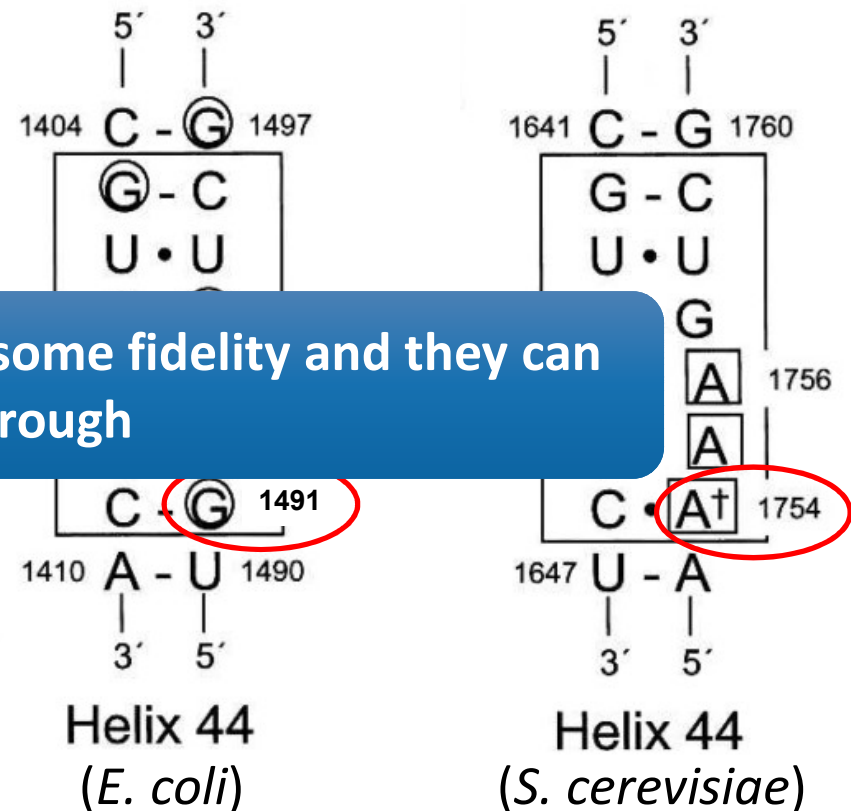 5´ 3´ 5´ 3´
1404 C - G 1497 1641 C - G 1760
G - C G - C
U • U U • U
some fidelity and they can G
A 1756
rough
A
C - G 1491 C • A† 1754
1410 A - U 1490 1647 U - A
3´ 5´ 3´ 5´
Helix 44 Helix 44
(E. coli) (S. cerevisiae)